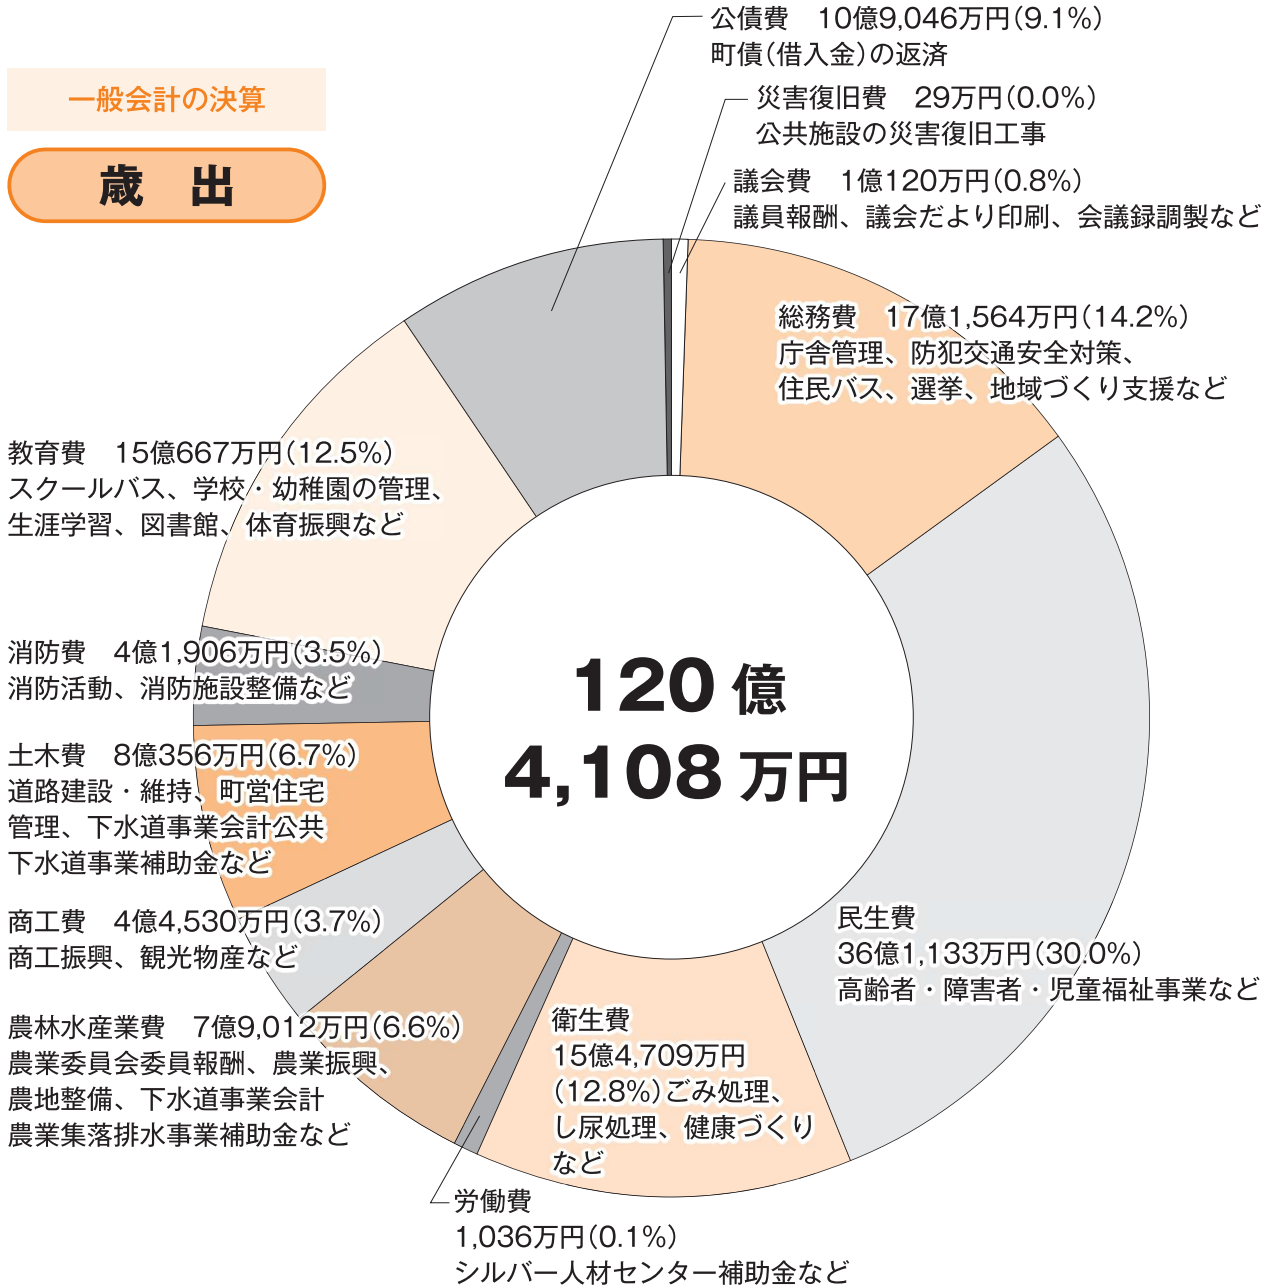 一般会計の決算
歳 出
公債費 10億9,046万円(9.1%)
町債(借入金)の返済
災害復旧費 29万円(0.0%)
公共施設の災害復旧工事
議会費 1億120万円(0.8%)
議員報酬、議会だより印刷、会議録調製など
総務費 17億1,564万円(14.2%)
庁舎管理、防犯交通安全対策、
住民バス、選挙、地域づくり支援など
民生費
36億1,133万円(30.0%)
高齢者・障害者・児童福祉事業など
衛生費
15億4,709万円
(12.8%)ごみ処理、
し尿処理、健康づくり
など
労働費
1,036万円(0.1%)
シルバー人材センター補助金など
農林水産業費 7億9,012万円(6.6%)
農業委員会委員報酬、農業振興、
農地整備、下水道事業会計
農業集落排水事業補助金など
商工費 4億4,530万円(3.7%)
商工振興、観光物産など
土木費 8億356万円(6.7%)
道路建設・維持、町営住宅
管理、下水道事業会計公共
下水道事業補助金など
消防費 4億1,906万円(3.5%)
消防活動、消防施設整備など
教育費 15億667万円(12.5%)
スクールバス、学校・幼稚園の管理、
生涯学習、図書館、体育振興など
120億
4,108万円